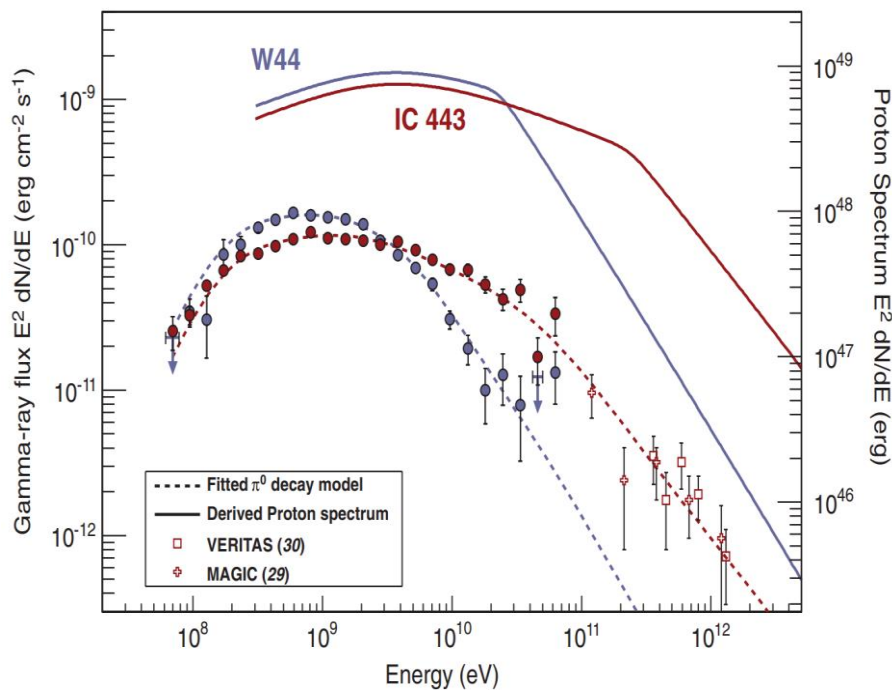 W44
IC 443
Gamma-ray flux E² dN/dE (erg cm⁻² s⁻¹)
10⁻⁹
10⁻¹⁰
10⁻¹¹
10⁻¹²
Proton Spectrum E² dN/dE (erg)
10⁴⁹
10⁴⁸
10⁴⁷
10⁴⁶
Fitted π⁰ decay model
Derived Proton spectrum
VERITAS (30)
MAGIC (29)
10⁸ 10⁹ 10¹⁰ 10¹¹ 10¹²
Energy (eV)